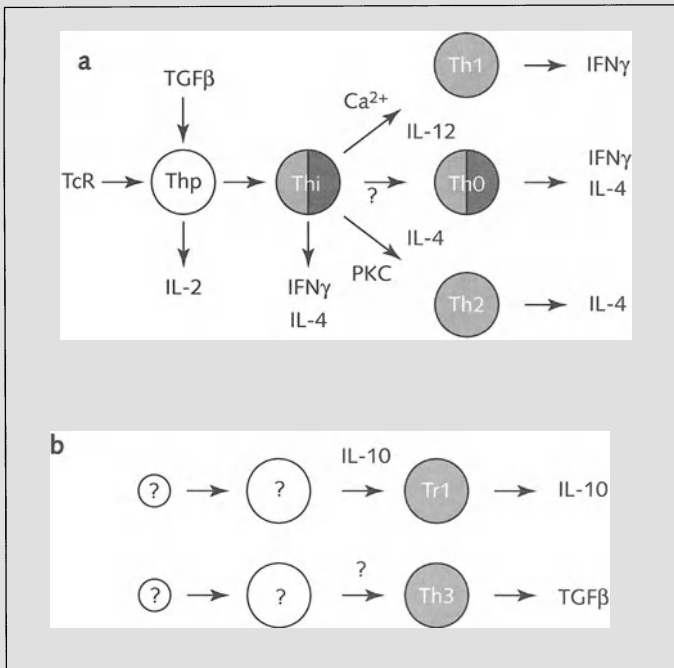 a
TGFβ
Th1
IFNγ
Ca²⁺
IL-12
TcR
Thp
Thi
?
Th0
IFNγ
IL-4
IL-4
PKC
IL-2
IFNγ
IL-4
Th2
IL-4
b
IL-10
?
?
Tr1
IL-10
?
?
?
Th3
TGFβ